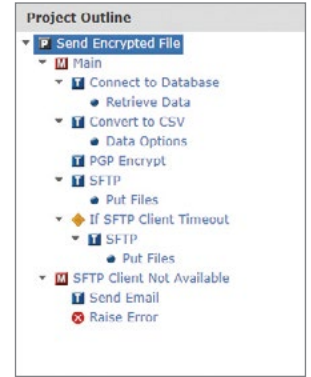 Project Outline
P Send Encrypted File
M Main
T Connect to Database
Retrieve Data
T Convert to CSV
Data Options
T PGP Encrypt
T SFTP
Put Files
If SFTP Client Timeout
T SFTP
Put Files
M SFTP Client Not Available
T Send Email
Raise Error